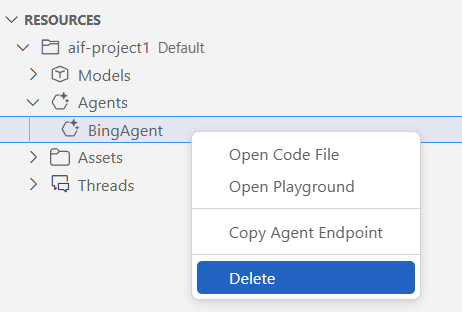 RESOURCES
aif-project1 Default
Models
Agents
BingAgent
Assets
Threads
Open Code File
Open Playground
Copy Agent Endpoint
Delete